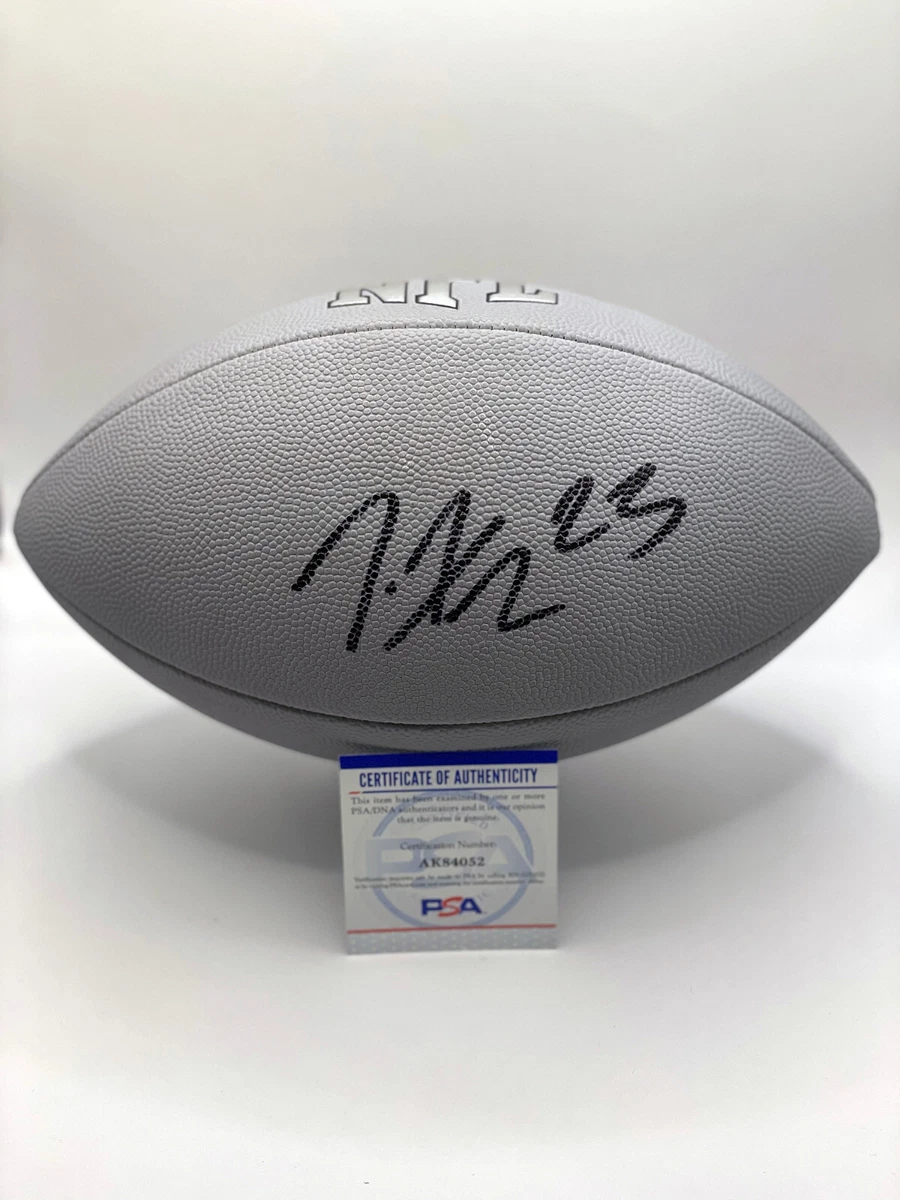 NFL
23
CERTIFICATE OF AUTHENTICITY
This item has been examined by one or more
PSA/DNA authenticators and it is our opinion
that the item is genuine.
Certification Number:
AK84052
PSA